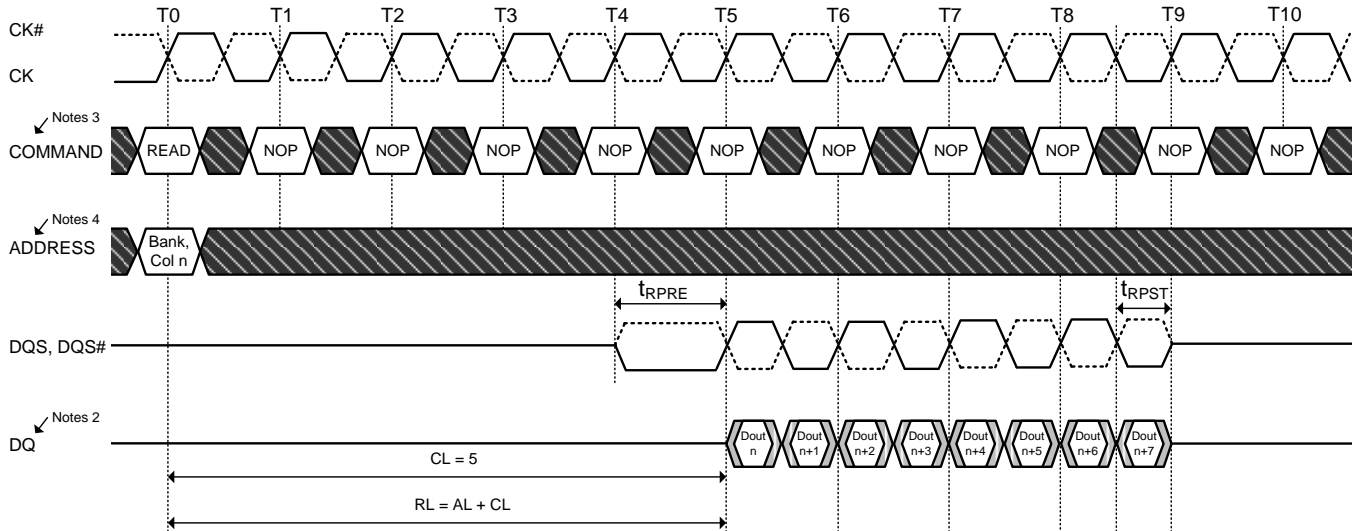 T0 T1 T2 T3 T4 T5 T6 T7 T8 T9 T10
CK#
CK
Notes 3
COMMAND READ NOP NOP NOP NOP NOP NOP NOP NOP NOP NOP
Notes 4
ADDRESS
Bank,
Col n
tRPRE tRPST
DQS, DQS#
Notes 2
DQ
Dout Dout Dout Dout Dout Dout Dout Dout
n n+1 n+2 n+3 n+4 n+5 n+6 n+7
CL = 5
RL = AL + CL